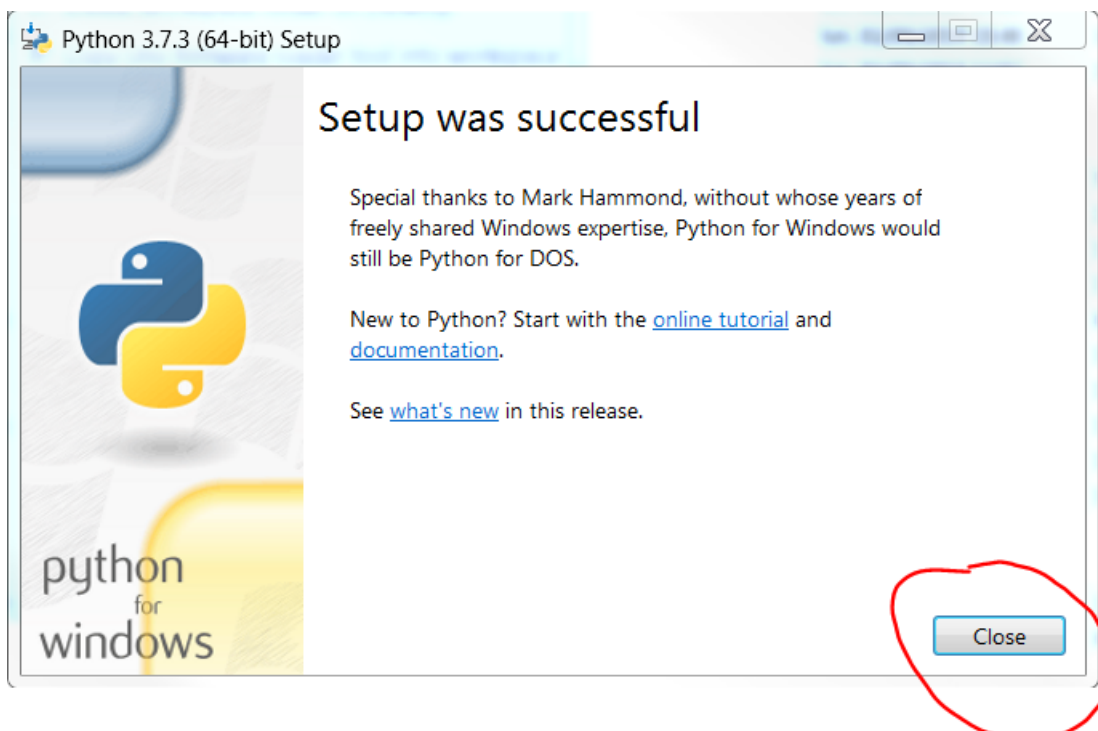 Python 3.7.3 (64-bit) Setup
Setup was successful
Special thanks to Mark Hammond, without whose years of
freely shared Windows expertise, Python for Windows would
still be Python for DOS.
New to Python? Start with the online tutorial and
documentation.
See what's new in this release.
python
for
windows
Close